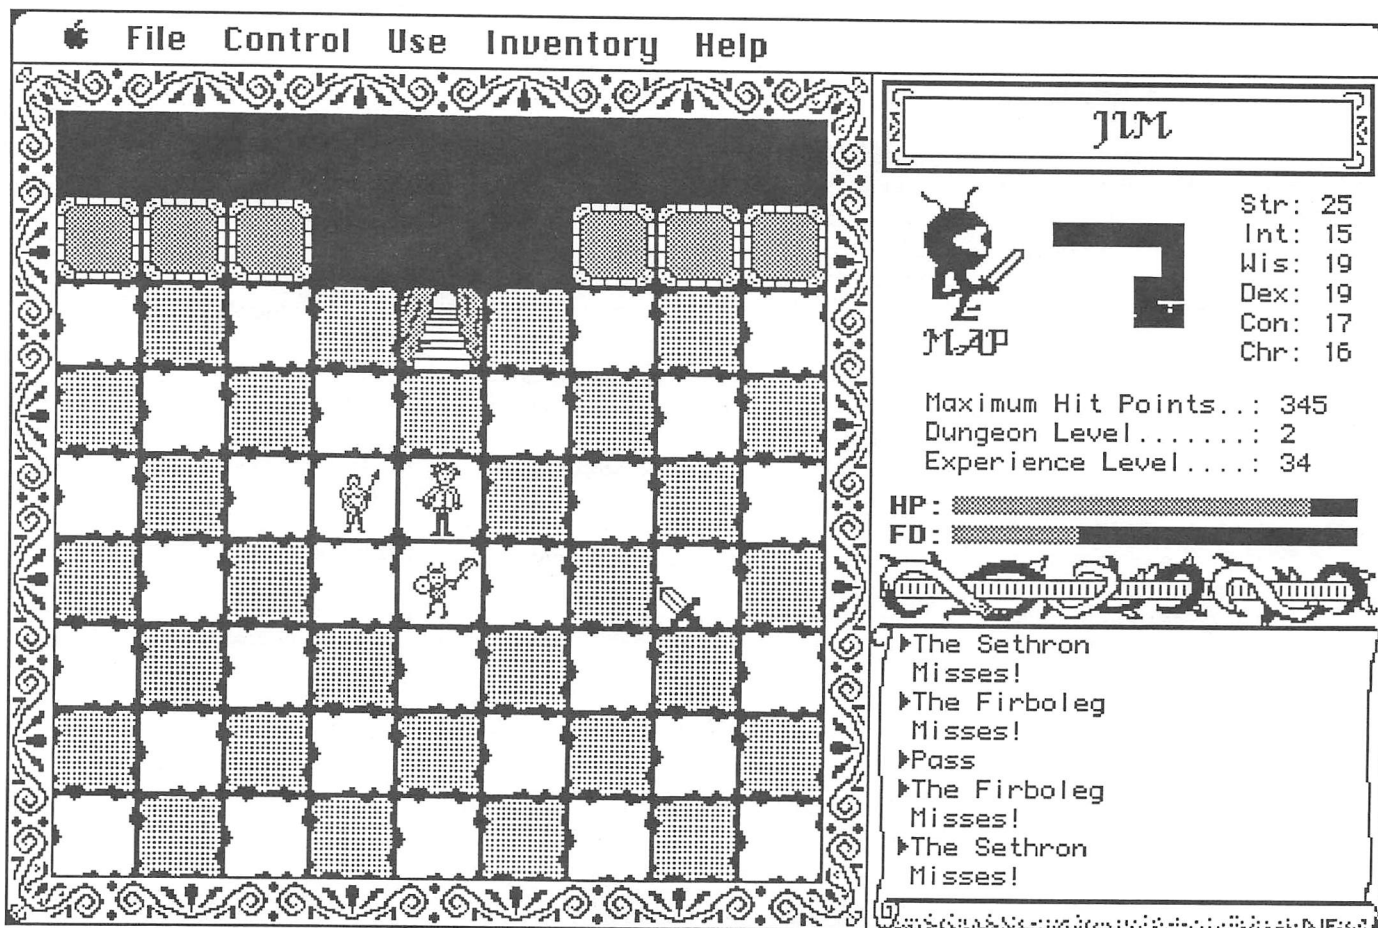 File Control Use Inventory Help
JIM
MAP
Str: 25
Int: 15
Wis: 19
Dex: 19
Con: 17
Chr: 16
Maximum Hit Points..: 345
Dungeon Level.......: 2
Experience Level....: 34
HP:
FD:
The Sethron
Misses!
The Firboleg
Misses!
Pass
The Firboleg
Misses!
The Sethron
Misses!